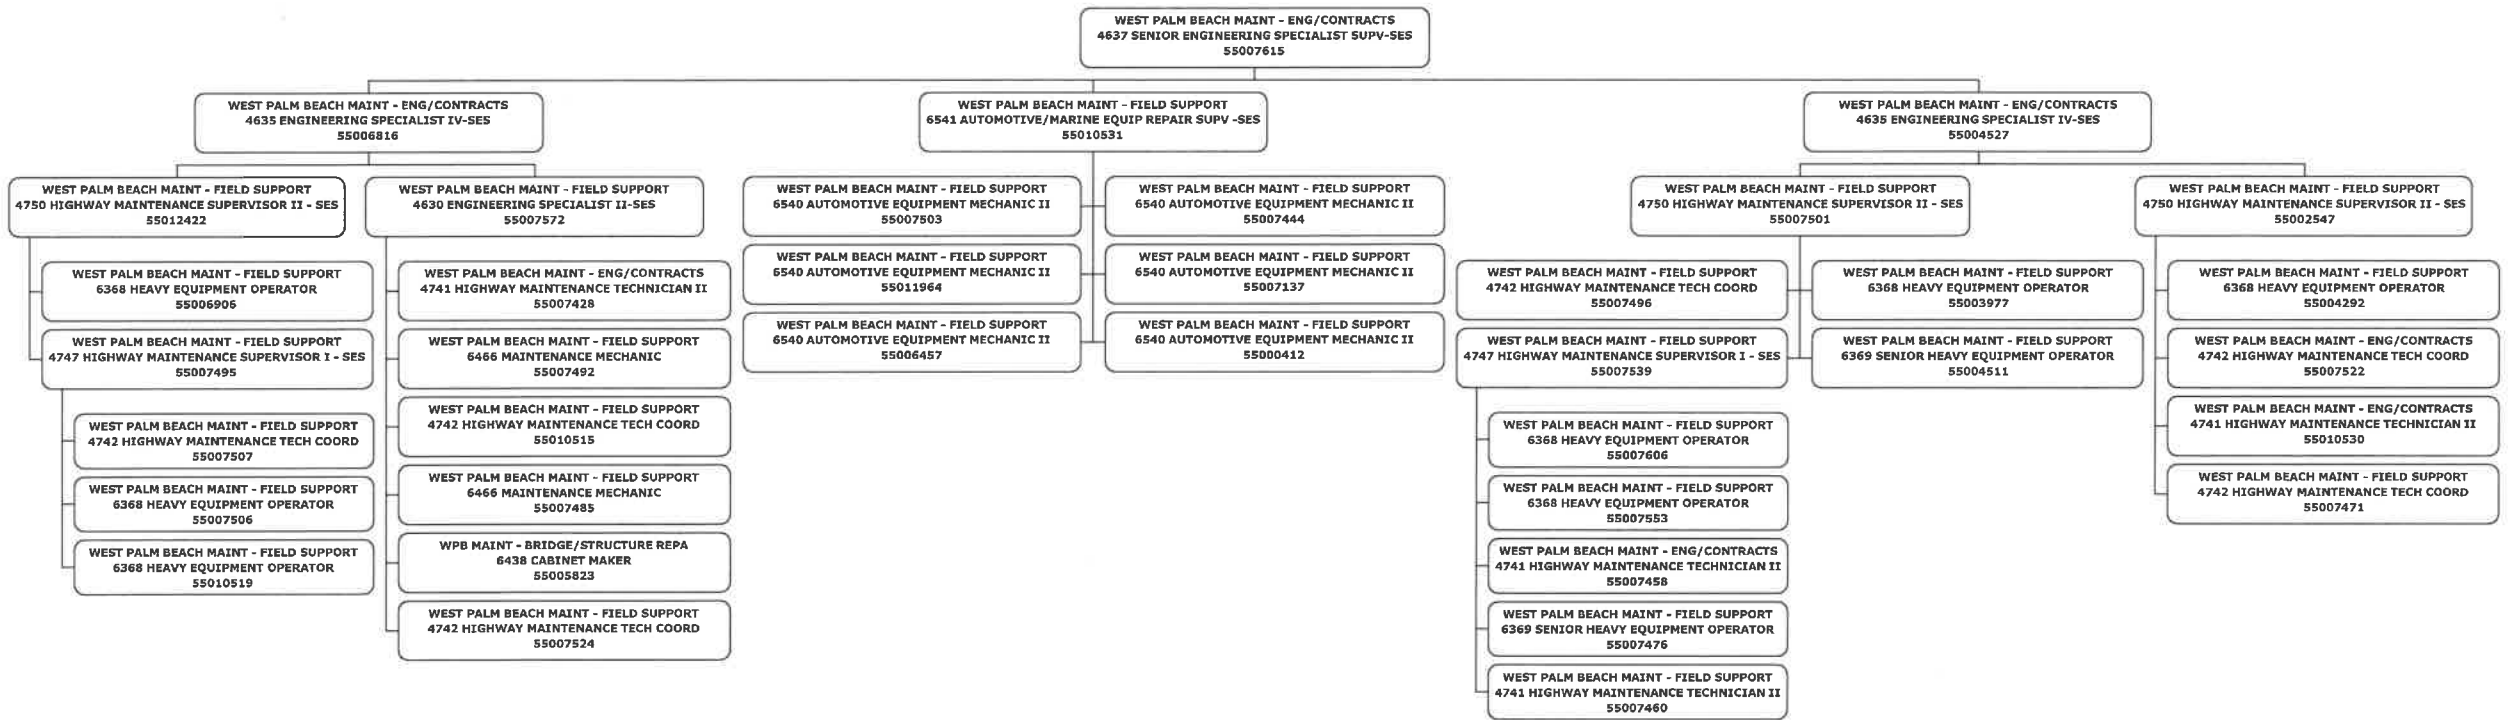 WEST PALM BEACH MAINT - ENG/CONTRACTS
4637 SENIOR ENGINEERING SPECIALIST SUPV-SES
55007615
WEST PALM BEACH MAINT - ENG/CONTRACTS
4635 ENGINEERING SPECIALIST IV-SES
55006816
WEST PALM BEACH MAINT - FIELD SUPPORT
6541 AUTOMOTIVE/MARINE EQUIP REPAIR SUPV -SES
55010531
WEST PALM BEACH MAINT - ENG/CONTRACTS
4635 ENGINEERING SPECIALIST IV-SES
55004527
WEST PALM BEACH MAINT - FIELD SUPPORT
4750 HIGHWAY MAINTENANCE SUPERVISOR II - SES
55012422
WEST PALM BEACH MAINT - FIELD SUPPORT
6368 HEAVY EQUIPMENT OPERATOR
55006906
WEST PALM BEACH MAINT - FIELD SUPPORT
4747 HIGHWAY MAINTENANCE SUPERVISOR I - SES
55007495
WEST PALM BEACH MAINT - FIELD SUPPORT
4742 HIGHWAY MAINTENANCE TECH COORD
55007507
WEST PALM BEACH MAINT - FIELD SUPPORT
6368 HEAVY EQUIPMENT OPERATOR
55007506
WEST PALM BEACH MAINT - FIELD SUPPORT
6368 HEAVY EQUIPMENT OPERATOR
55010519
WEST PALM BEACH MAINT - FIELD SUPPORT
4630 ENGINEERING SPECIALIST II-SES
55007572
WEST PALM BEACH MAINT - ENG/CONTRACTS
4741 HIGHWAY MAINTENANCE TECHNICIAN II
55007428
WEST PALM BEACH MAINT - FIELD SUPPORT
6466 MAINTENANCE MECHANIC
55007492
WEST PALM BEACH MAINT - FIELD SUPPORT
4742 HIGHWAY MAINTENANCE TECH COORD
55010515
WEST PALM BEACH MAINT - FIELD SUPPORT
6466 MAINTENANCE MECHANIC
55007485
WPB MAINT - BRIDGE/STRUCTURE REPA
6438 CABINET MAKER
55005823
WEST PALM BEACH MAINT - FIELD SUPPORT
4742 HIGHWAY MAINTENANCE TECH COORD
55007524
WEST PALM BEACH MAINT - FIELD SUPPORT
6540 AUTOMOTIVE EQUIPMENT MECHANIC II
55007503
WEST PALM BEACH MAINT - FIELD SUPPORT
6540 AUTOMOTIVE EQUIPMENT MECHANIC II
55007444
WEST PALM BEACH MAINT - FIELD SUPPORT
6540 AUTOMOTIVE EQUIPMENT MECHANIC II
55011964
WEST PALM BEACH MAINT - FIELD SUPPORT
6540 AUTOMOTIVE EQUIPMENT MECHANIC II
55007137
WEST PALM BEACH MAINT - FIELD SUPPORT
6540 AUTOMOTIVE EQUIPMENT MECHANIC II
55006457
WEST PALM BEACH MAINT - FIELD SUPPORT
6540 AUTOMOTIVE EQUIPMENT MECHANIC II
55000412
WEST PALM BEACH MAINT - FIELD SUPPORT
4750 HIGHWAY MAINTENANCE SUPERVISOR II - SES
55007501
WEST PALM BEACH MAINT - FIELD SUPPORT
4742 HIGHWAY MAINTENANCE TECH COORD
55007496
WEST PALM BEACH MAINT - FIELD SUPPORT
6368 HEAVY EQUIPMENT OPERATOR
55003977
WEST PALM BEACH MAINT - FIELD SUPPORT
4747 HIGHWAY MAINTENANCE SUPERVISOR I - SES
55007539
WEST PALM BEACH MAINT - FIELD SUPPORT
6369 SENIOR HEAVY EQUIPMENT OPERATOR
55004511
WEST PALM BEACH MAINT - FIELD SUPPORT
6368 HEAVY EQUIPMENT OPERATOR
55007606
WEST PALM BEACH MAINT - FIELD SUPPORT
6368 HEAVY EQUIPMENT OPERATOR
55007553
WEST PALM BEACH MAINT - ENG/CONTRACTS
4741 HIGHWAY MAINTENANCE TECHNICIAN II
55007458
WEST PALM BEACH MAINT - FIELD SUPPORT
6369 SENIOR HEAVY EQUIPMENT OPERATOR
55007476
WEST PALM BEACH MAINT - FIELD SUPPORT
4741 HIGHWAY MAINTENANCE TECHNICIAN II
55007460
WEST PALM BEACH MAINT - FIELD SUPPORT
4750 HIGHWAY MAINTENANCE SUPERVISOR II - SES
55002547
WEST PALM BEACH MAINT - FIELD SUPPORT
6368 HEAVY EQUIPMENT OPERATOR
55004292
WEST PALM BEACH MAINT - ENG/CONTRACTS
4742 HIGHWAY MAINTENANCE TECH COORD
55007522
WEST PALM BEACH MAINT - ENG/CONTRACTS
4741 HIGHWAY MAINTENANCE TECHNICIAN II
55010530
WEST PALM BEACH MAINT - FIELD SUPPORT
4742 HIGHWAY MAINTENANCE TECH COORD
55007471